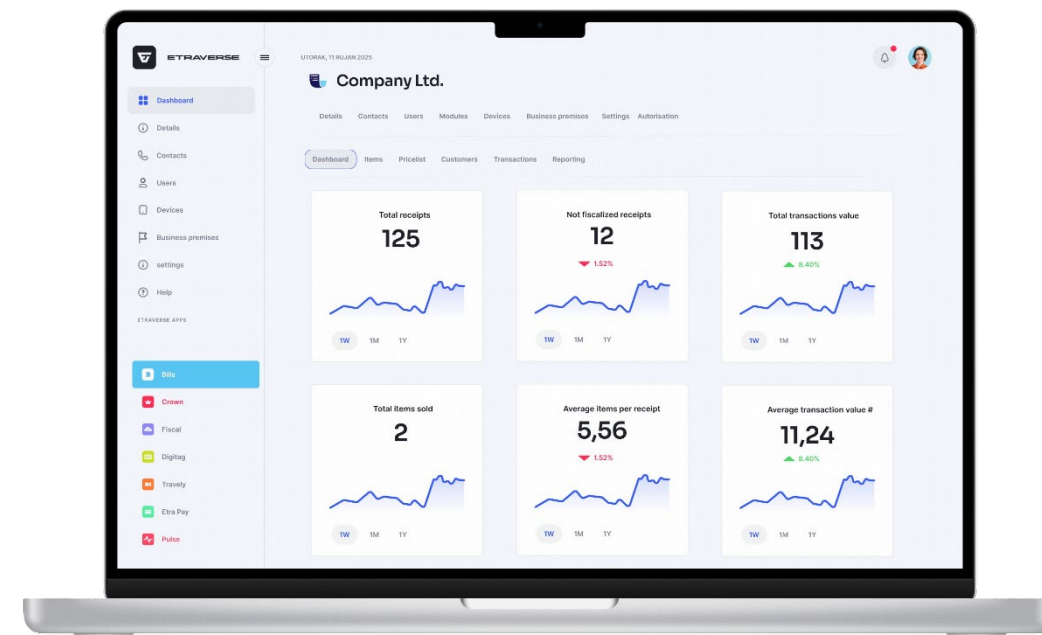 ETRAVERSE
Dashboard
Details
Contacts
Users
Devices
Business premises
settings
Help
ETRAVERSE APPS
Bills
Crown
Fiscal
Digitag
Travely
Etra Pay
Pulse
UTORAK, 11 RUJAN 2025
Company Ltd.
Details Contacts Users Modules Devices Business premises Settings Autorisation
Dashboard Items Pricelist Customers Transactions Reporting
Total receipts
125
1W 1M 1Y
Not fiscalized receipts
12
1.52%
1W 1M 1Y
Total transactions value
113
8.40%
1W 1M 1Y
Total items sold
2
1W 1M 1Y
Average items per receipt
5,56
1.52%
1W 1M 1Y
Average transaction value #
11,24
8.40%
1W 1M 1Y